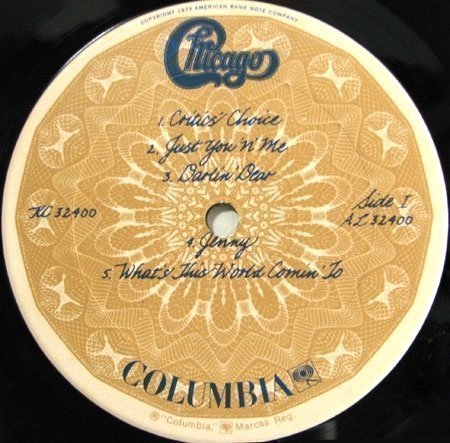 COPYRIGHT 1973 AMERICAN BANK NOTE COMPANY
Chicago
1. Critics' Choice
2. Just You 'n' Me
3. Darlin' Dear
KC 32400
Side 1
AL 32400
4. Jenny
5. What's This World Comin' To
COLUMBIA
® "Columbia," Marcas Reg.